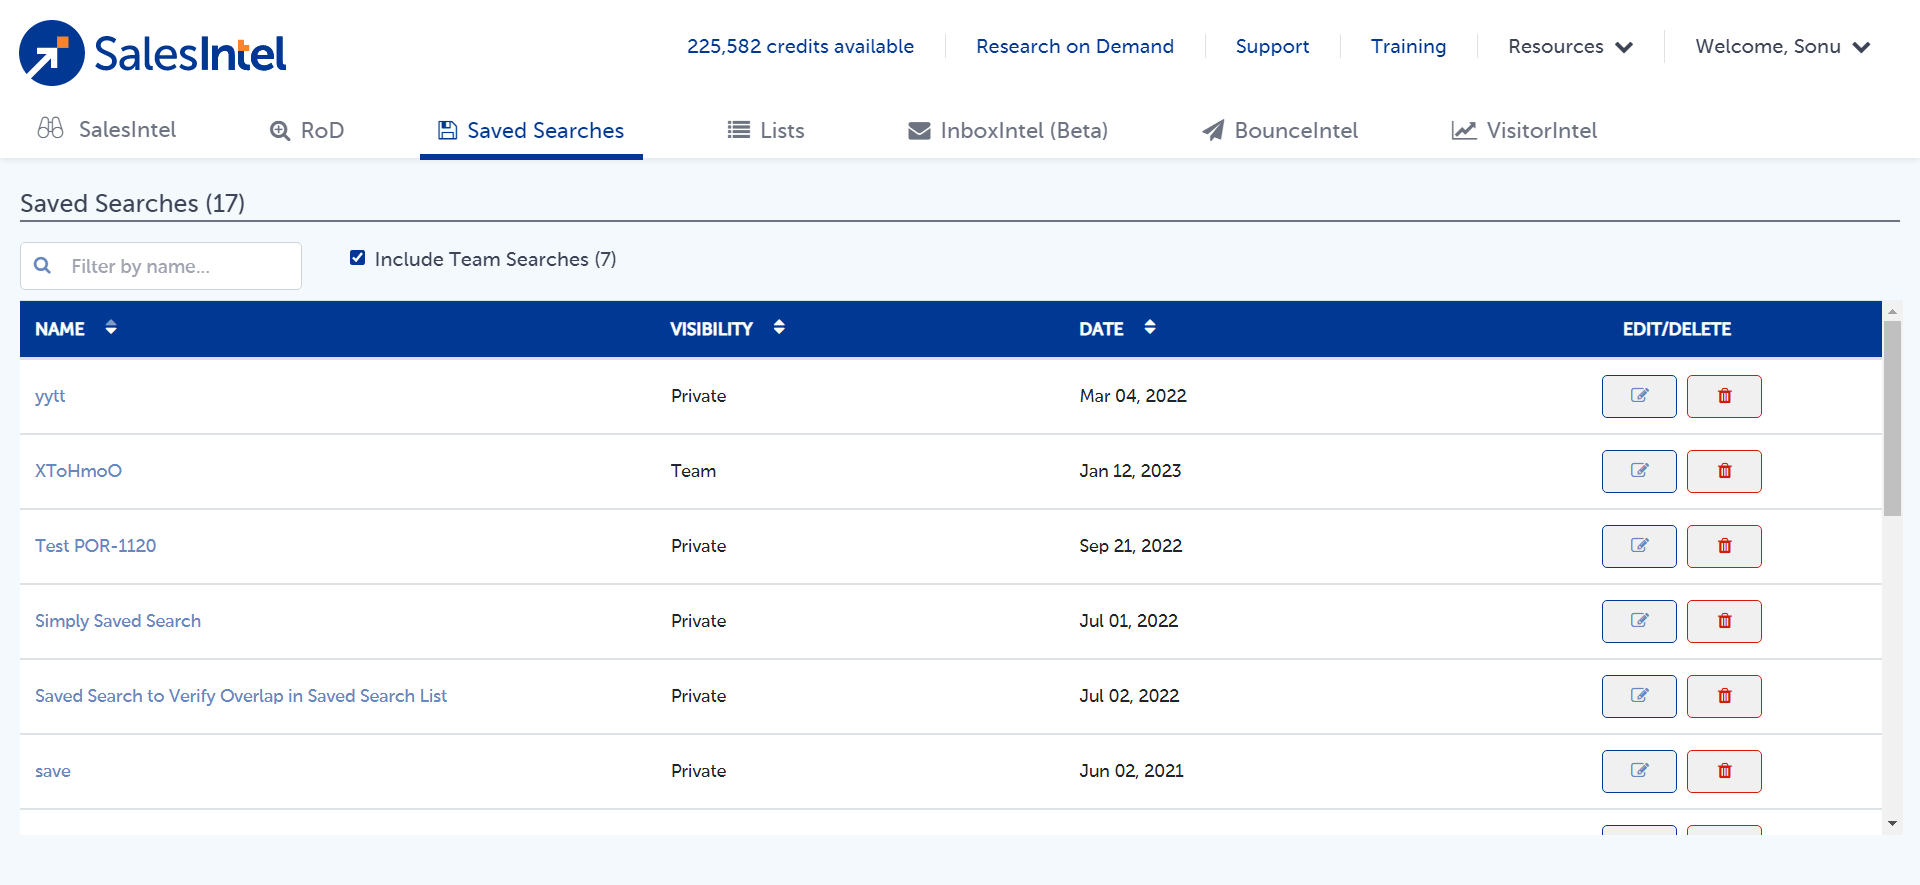 SalesIntel
225,582 credits available
Research on Demand
Support
Training
Resources
Welcome, Sonu
SalesIntel
RoD
Saved Searches
Lists
InboxIntel (Beta)
BounceIntel
VisitorIntel
Saved Searches (17)
Filter by name...
Include Team Searches (7)
NAME VISIBILITY DATE EDIT/DELETE
yytt Private Mar 04, 2022
XToHmoO Team Jan 12, 2023
Test POR-1120 Private Sep 21, 2022
Simply Saved Search Private Jul 01, 2022
Saved Search to Verify Overlap in Saved Search List Private Jul 02, 2022
save Private Jun 02, 2021